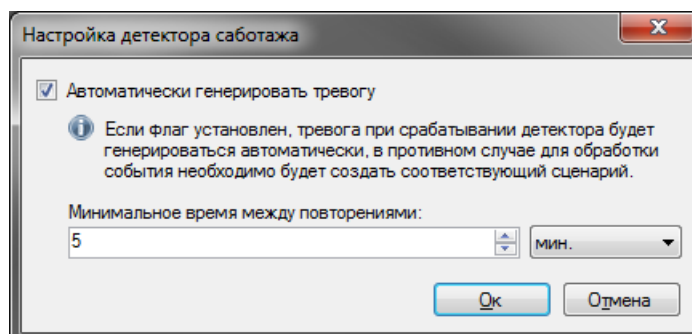 Настройка детектора саботажа
Автоматически генерировать тревогу
Если флаг установлен, тревога при срабатывании детектора будет
генерироваться автоматически, в противном случае для обработки
события необходимо будет создать соответствующий сценарий.
Минимальное время между повторениями:
5 мин.
Ок Отмена